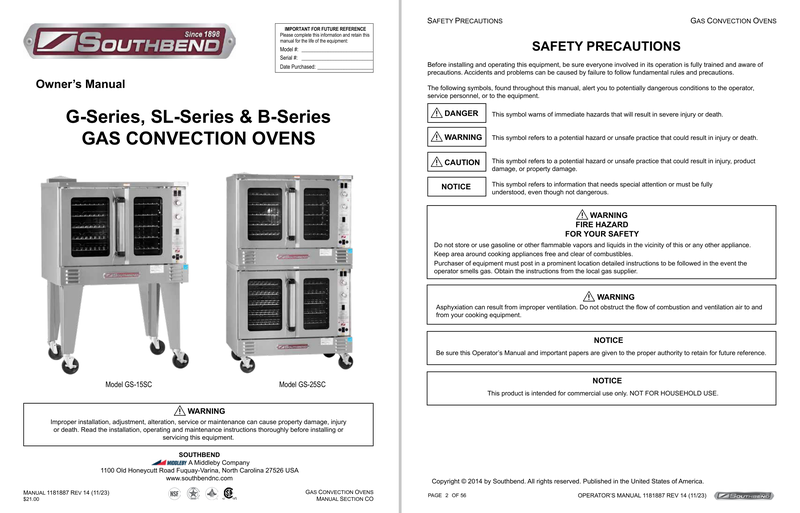 Since 1898
SOUTHBEND
IMPORTANT FOR FUTURE REFERENCE
Please complete this information and retain this
manual for the life of the equipment:
Model #:
Serial #:
Date Purchased:
Owner's Manual
G-Series, SL-Series & B-Series
GAS CONVECTION OVENS
Model GS-15SC
Model GS-25SC
WARNING
Improper installation, adjustment, alteration, service or maintenance can cause property damage, injury
or death. Read the installation, operating and maintenance instructions thoroughly before installing or
servicing this equipment.
SOUTHBEND
MIDDLEBY A Middleby Company
1100 Old Honeycutt Road Fuquay-Varina, North Carolina 27526 USA
www.southbendnc.com
MANUAL 1181887 REV 14 (11/23)
$21.00
NSF
GAS CONVECTION OVENS
MANUAL SECTION CO
SAFETY PRECAUTIONS
GAS CONVECTION OVENS
SAFETY PRECAUTIONS
Before installing and operating this equipment, be sure everyone involved in its operation is fully trained and aware of
precautions. Accidents and problems can be caused by failure to follow fundamental rules and precautions.
The following symbols, found throughout this manual, alert you to potentially dangerous conditions to the operator,
service personnel, or to the equipment.
DANGER
This symbol warns of immediate hazards that will result in severe injury or death.
WARNING
This symbol refers to a potential hazard or unsafe practice that could result in injury or death.
CAUTION
This symbol refers to a potential hazard or unsafe practice that could result in injury, product
damage, or property damage.
NOTICE
This symbol refers to information that needs special attention or must be fully
understood, even though not dangerous.
WARNING
FIRE HAZARD
FOR YOUR SAFETY
Do not store or use gasoline or other flammable vapors and liquids in the vicinity of this or any other appliance.
Keep area around cooking appliances free and clear of combustibles.
Purchaser of equipment must post in a prominent location detailed instructions to be followed in the event the
operator smells gas. Obtain the instructions from the local gas supplier.
WARNING
Asphyxiation can result from improper ventilation. Do not obstruct the flow of combustion and ventilation air to and
from your cooking equipment.
NOTICE
Be sure this Operator's Manual and important papers are given to the proper authority to retain for future reference.
NOTICE
This product is intended for commercial use only. NOT FOR HOUSEHOLD USE.
Copyright © 2014 by Southbend. All rights reserved. Published in the United States of America.
PAGE 2 OF 56
OPERATOR'S MANUAL 1181887 REV 14 (11/23)
SOUTHBEND